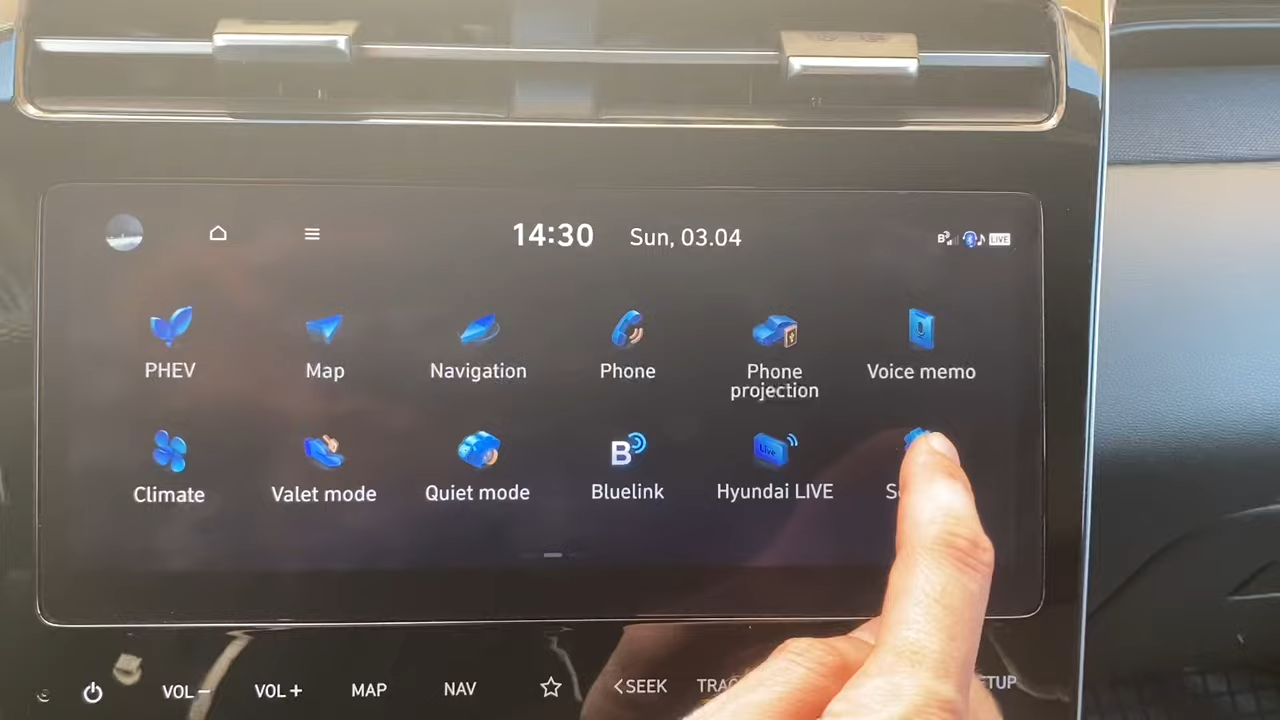 14:30 Sun, 03.04
B LIVE
PHEV Map Navigation Phone Phone projection Voice memo
Live
B
Climate Valet mode Quiet mode Bluelink Hyundai LIVE
VOL− VOL+ MAP NAV <SEEK